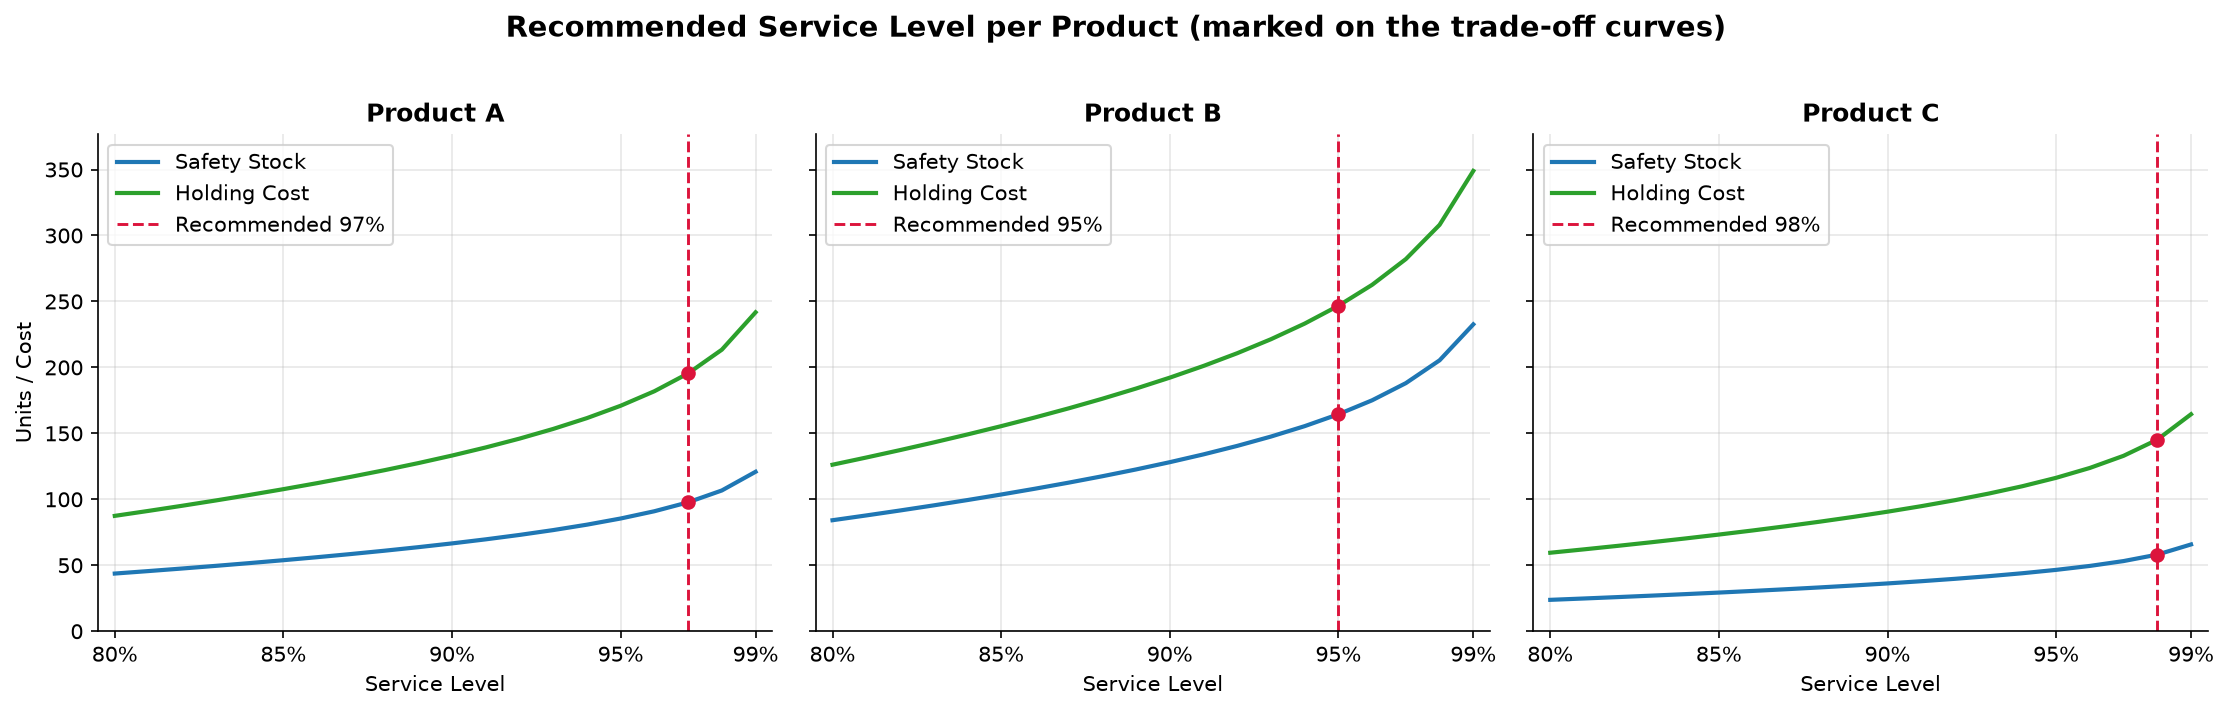 Recommended Service Level per Product (marked on the trade-off curves)
Product A
Safety Stock
Holding Cost
Recommended 97%
Units / Cost
350
300
250
200
150
100
50
0
80%
85%
90%
95%
99%
Service Level
Product B
Safety Stock
Holding Cost
Recommended 95%
80%
85%
90%
95%
99%
Service Level
Product C
Safety Stock
Holding Cost
Recommended 98%
80%
85%
90%
95%
99%
Service Level